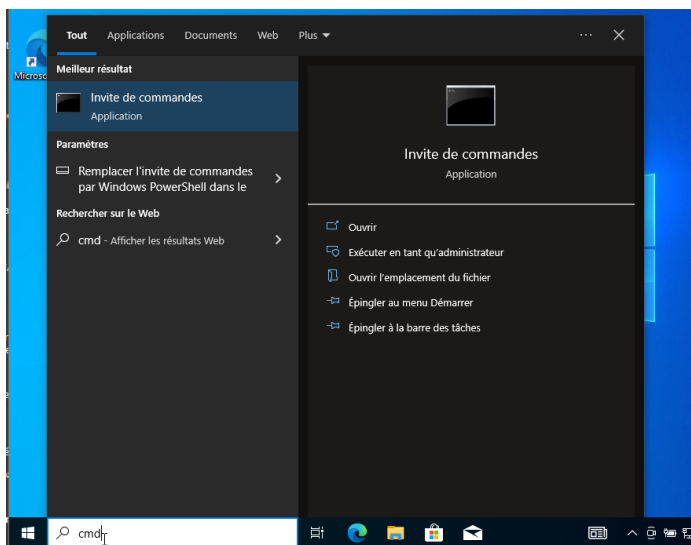 Tout Applications Documents Web Plus
Meilleur résultat
Invite de commandes
Application
Paramètres
Remplacer l'invite de commandes
par Windows PowerShell dans le
Rechercher sur le Web
cmd - Afficher les résultats Web
Invite de commandes
Application
Ouvrir
Exécuter en tant qu'administrateur
Ouvrir l'emplacement du fichier
Épingler au menu Démarrer
Épingler à la barre des tâches
cmd